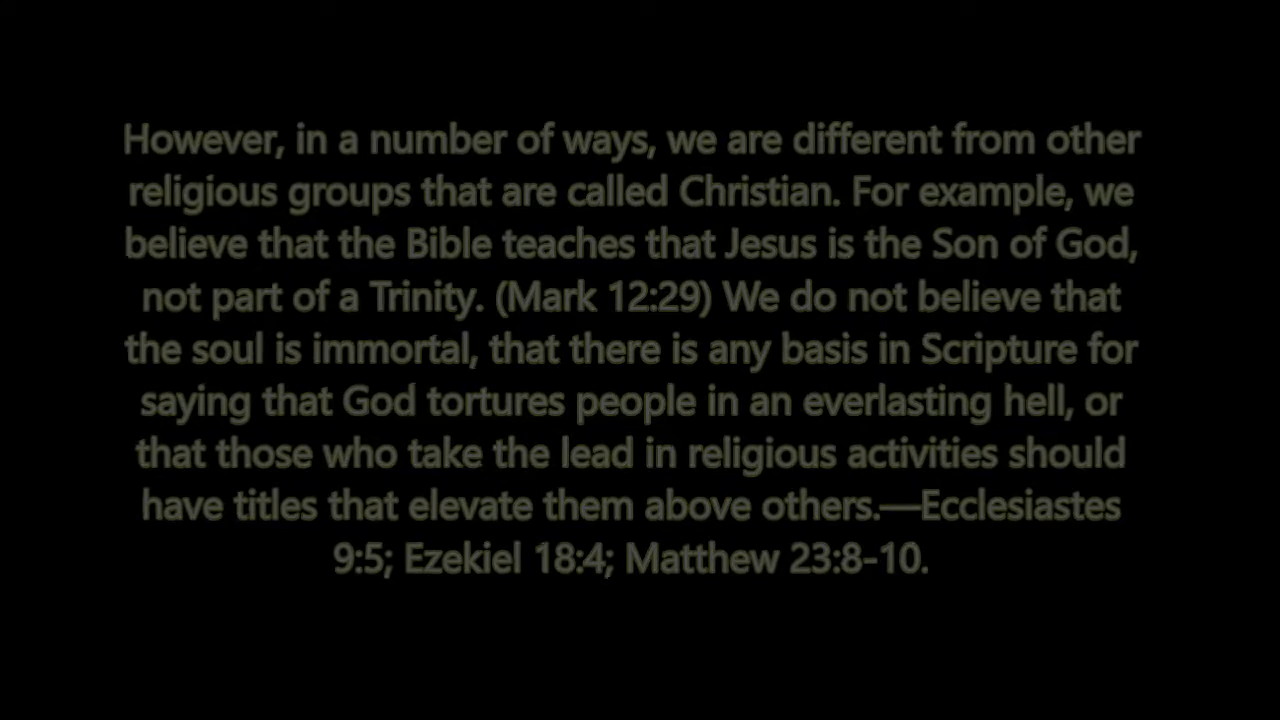 However, in a number of ways, we are different from other
religious groups that are called Christian. For example, we
believe that the Bible teaches that Jesus is the Son of God,
not part of a Trinity. (Mark 12:29) We do not believe that
the soul is immortal, that there is any basis in Scripture for
saying that God tortures people in an everlasting hell, or
that those who take the lead in religious activities should
have titles that elevate them above others.—Ecclesiastes
9:5; Ezekiel 18:4; Matthew 23:8-10.